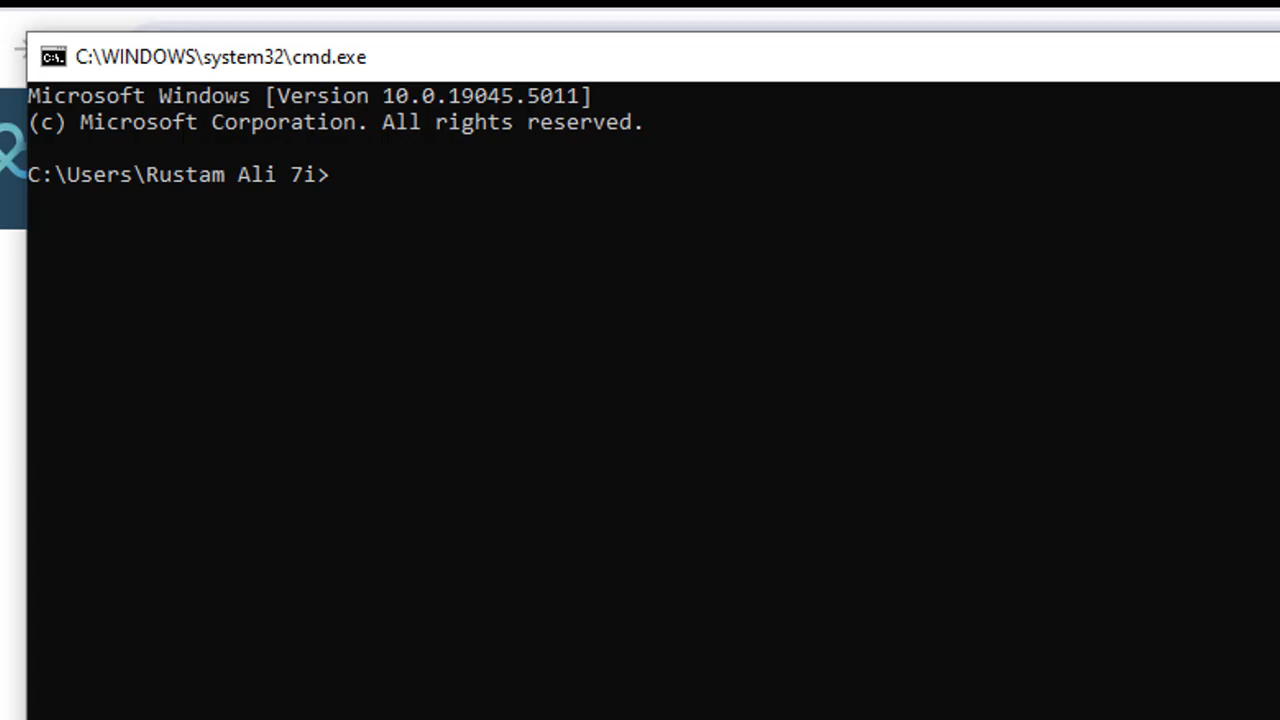 C:\WINDOWS\system32\cmd.exe
Microsoft Windows [Version 10.0.19045.5011]
(c) Microsoft Corporation. All rights reserved.
C:\Users\Rustam Ali 7i>